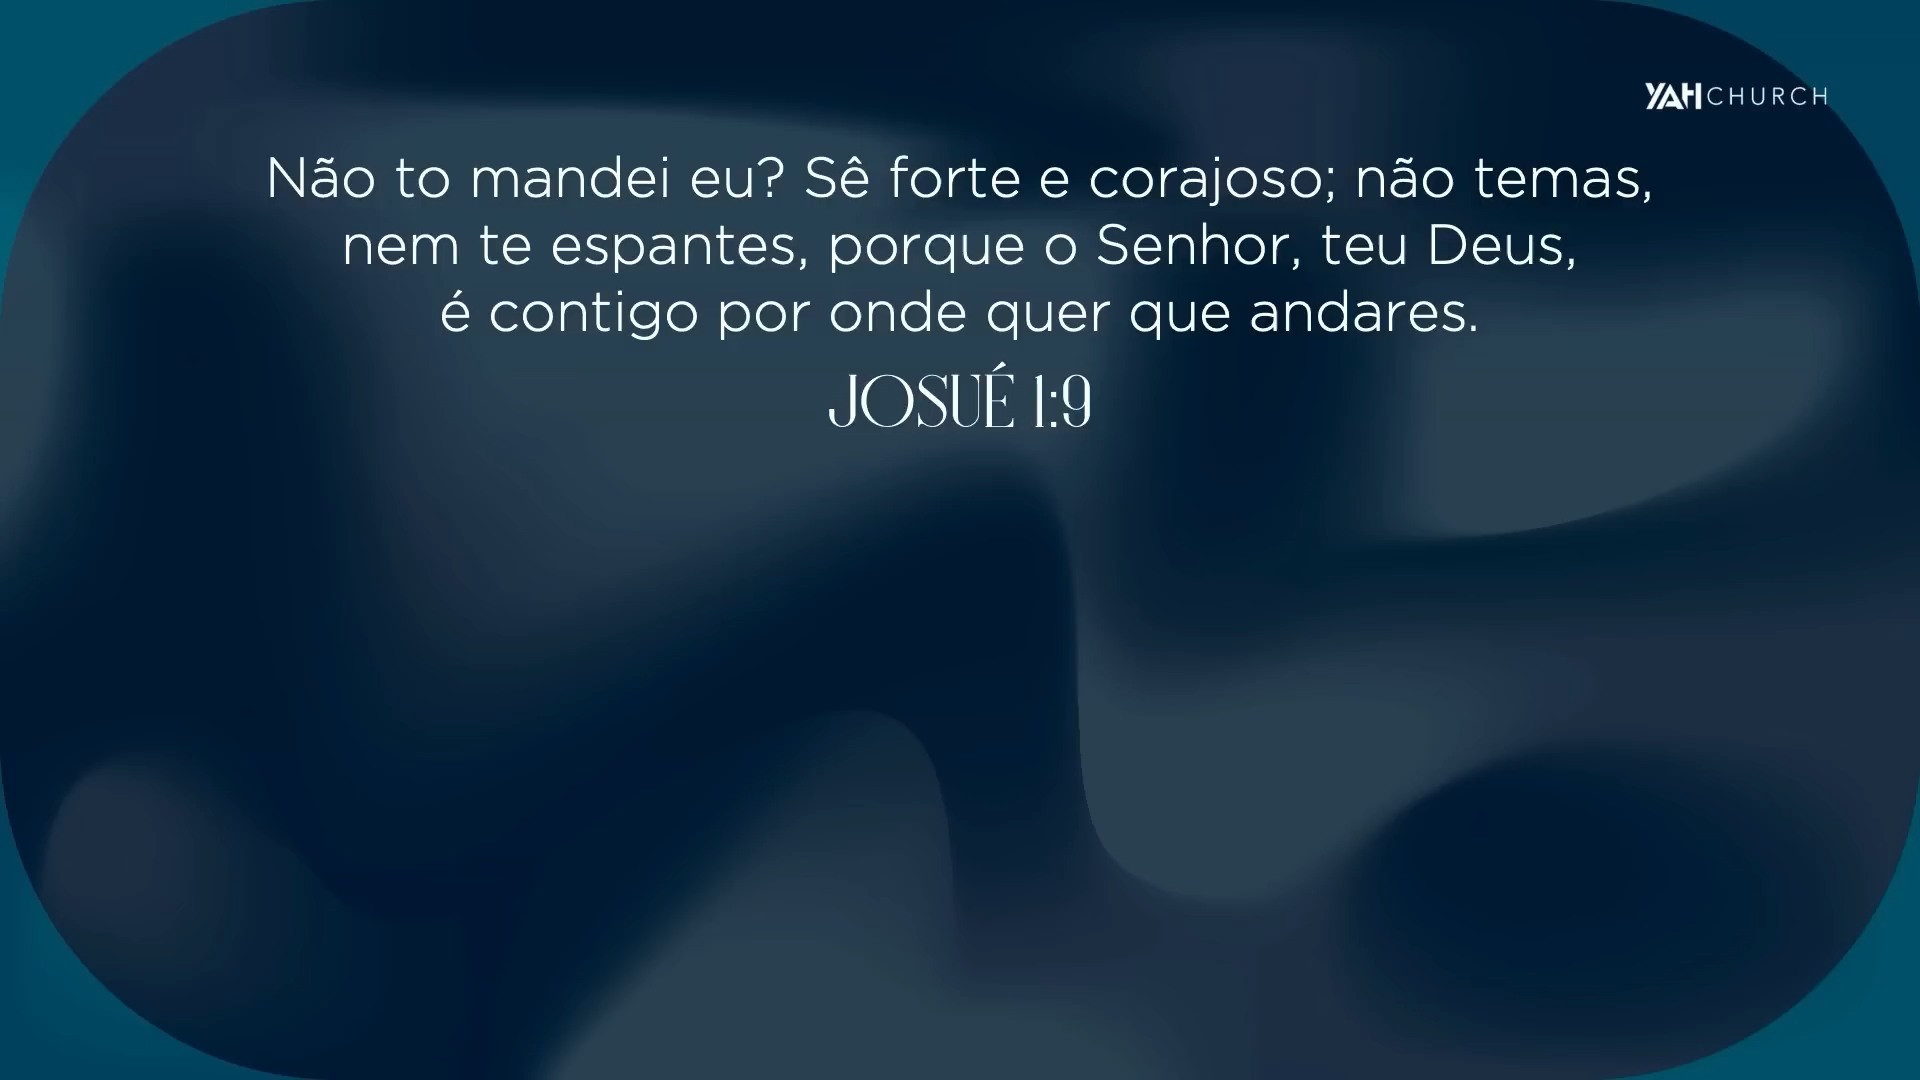 YAH CHURCH
Não to mandei eu? Sê forte e corajoso; não temas,
nem te espantes, porque o Senhor, teu Deus,
é contigo por onde quer que andares.
JOSUÉ 1:9